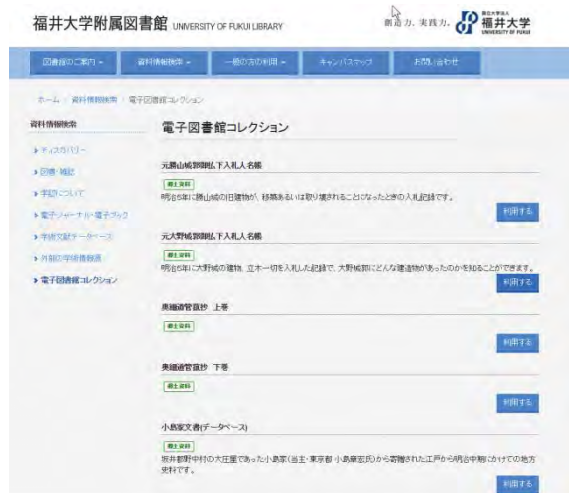 福井大学附属図書館 UNIVERSITY OF FUKUI LIBRARY
創造力. 実践力. 福井大学
UNIVERSITY OF FUKUI
図書館のご案内
資料情報検索
一般の方の利用
キャンパスマップ
お問い合わせ
ホーム / 資料情報検索 / 電子図書館コレクション
資料情報検索
ディスカバリー
図書・雑誌
学認について
電子ジャーナル・電子ブック
学術文献データベース
外部の学術情報源
電子図書館コレクション
電子図書館コレクション
元勝山城郭御払下入札人名帳
郷土資料
明治6年に勝山城の旧建物が、移築あるいは取り壊されることになったときの入札記録です。
利用する
元大野城郭御払下入札人名帳
郷土資料
明治6年に大野城の建物, 立木一切を入札した記録で, 大野城郭にどんな建造物があったのかを知ることができます。
利用する
奥細道菅菰抄 上巻
郷土資料
利用する
奥細道菅菰抄 下巻
郷土資料
利用する
小島家文書(データベース)
郷土資料
坂井郡野中村の大庄屋であった小島家(当主・東京都 小島 氏)から寄贈された江戸から明治中期にかけての地方
史料です。
利用する